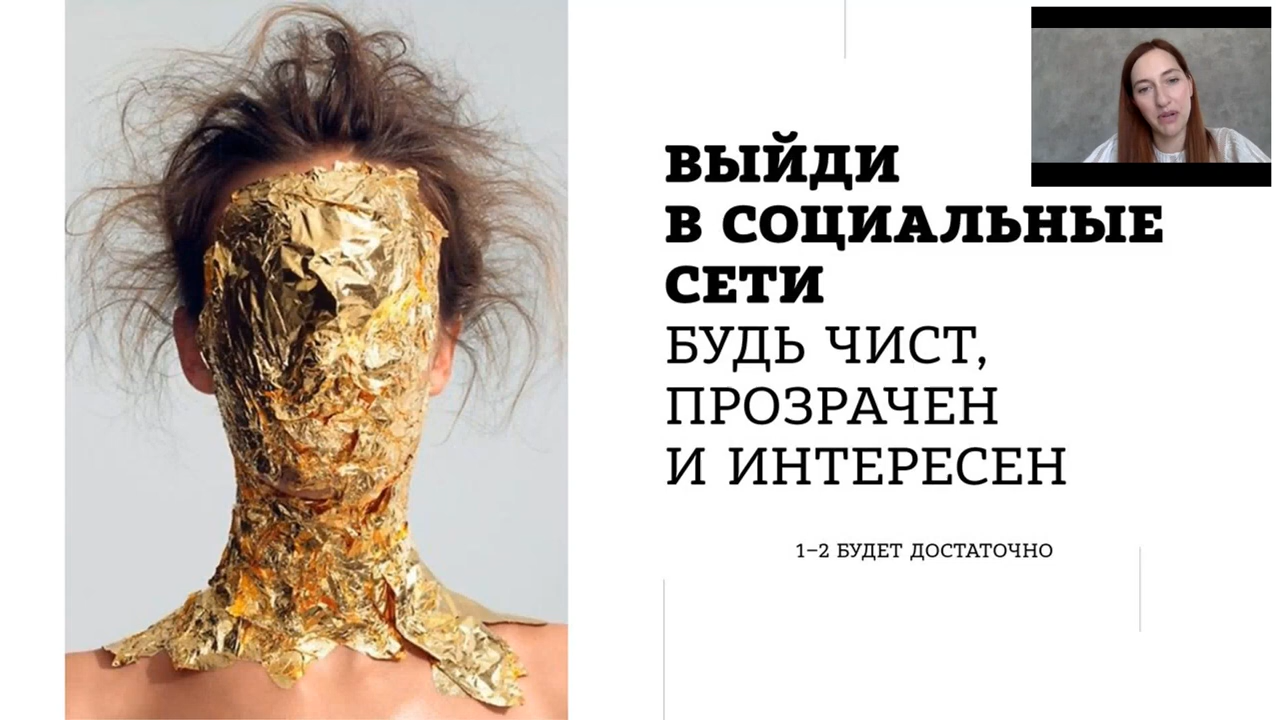 ВЫЙДИ
В СОЦИАЛЬНЫЕ
СЕТИ
БУДЬ ЧИСТ,
ПРОЗРАЧЕН
И ИНТЕРЕСЕН
1–2 БУДЕТ ДОСТАТОЧНО